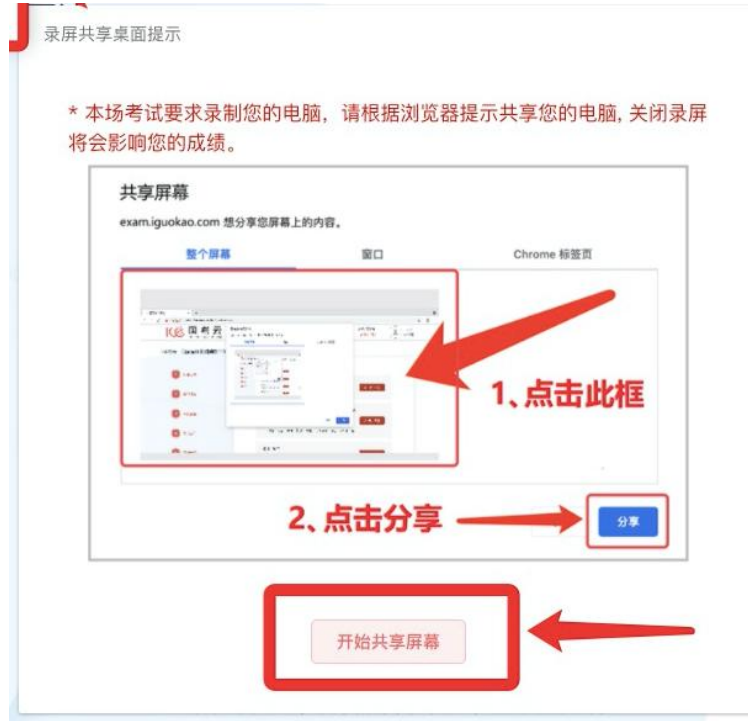 录屏共享桌面提示
* 本场考试要求录制您的电脑，请根据浏览器提示共享您的电脑, 关闭录屏
将会影响您的成绩。
共享屏幕
exam.iguokao.com 想分享您屏幕上的内容。
整个屏幕 窗口 Chrome 标签页
国考云
1、点击此框
2、点击分享
分享
开始共享屏幕